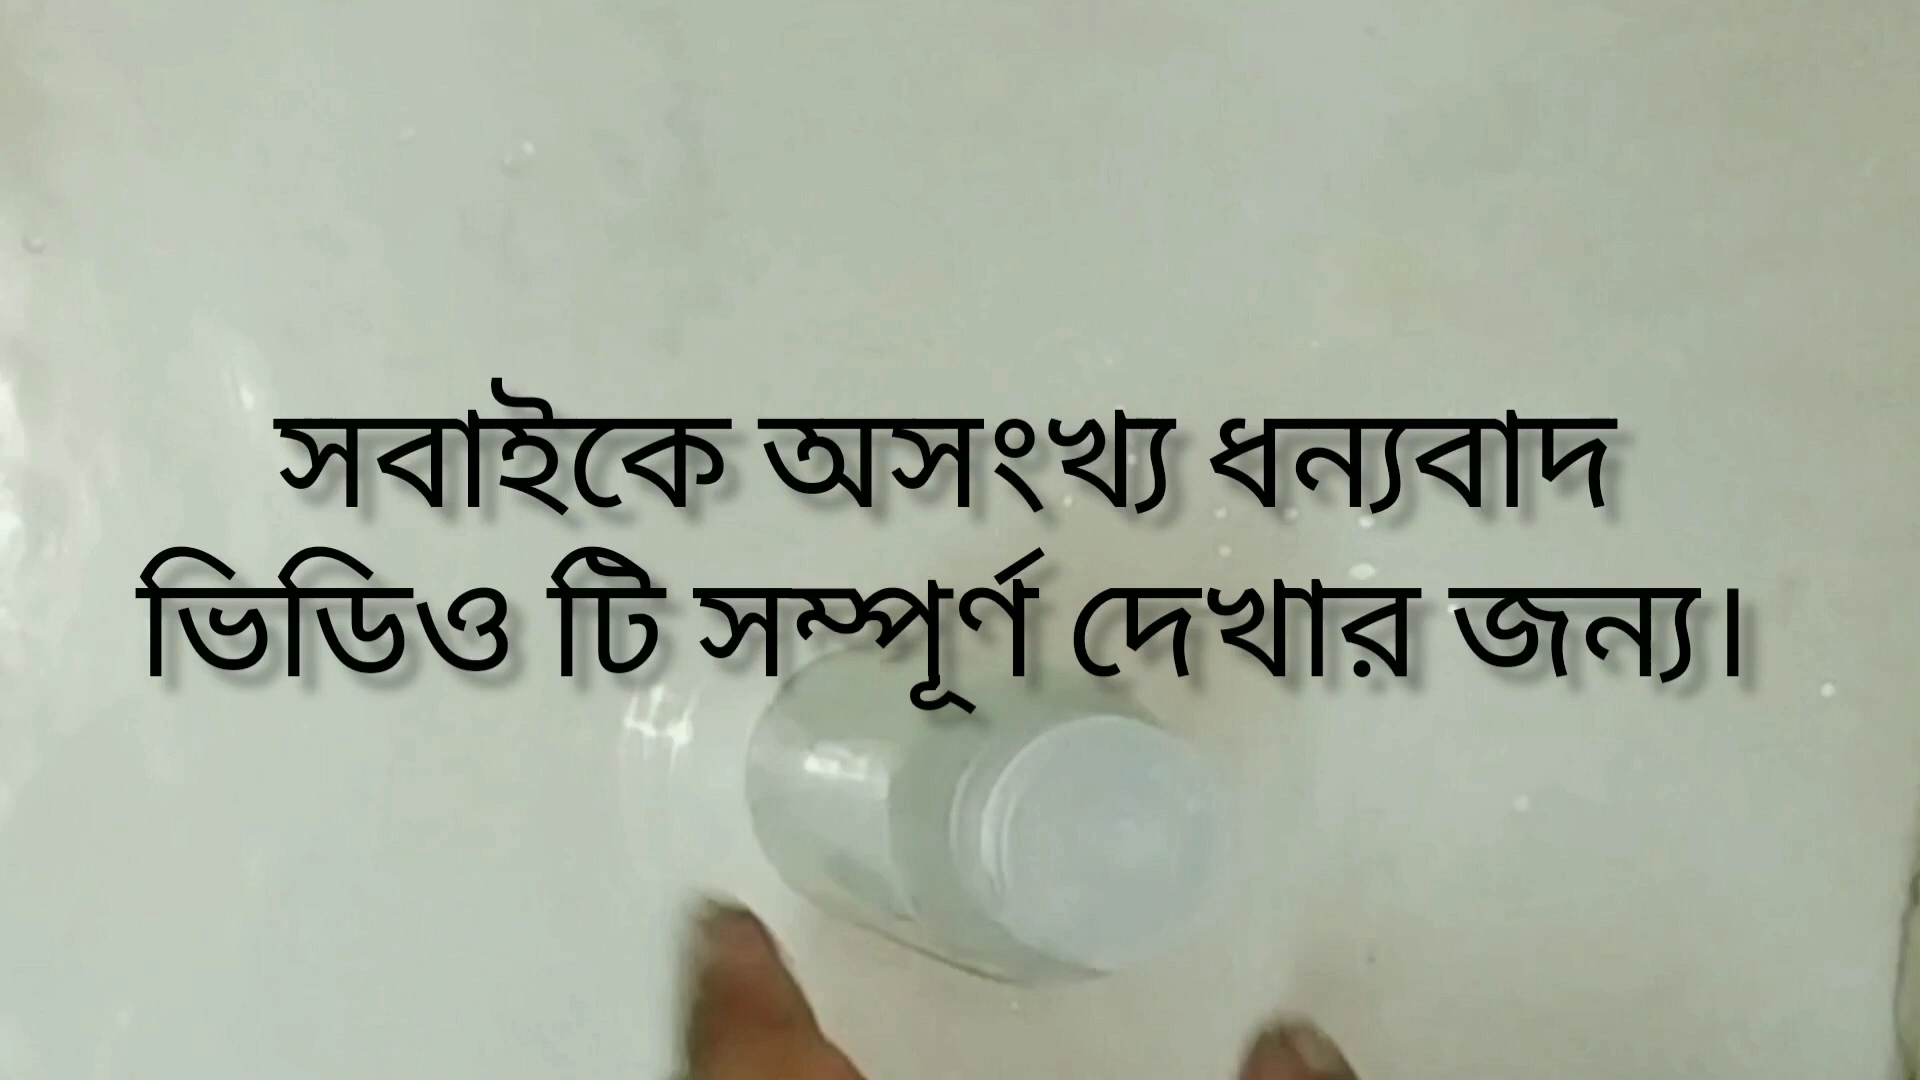 সবাইকে অসংখ্য ধন্যবাদ
ভিডিও টি সম্পূর্ণ দেখার জন্য।